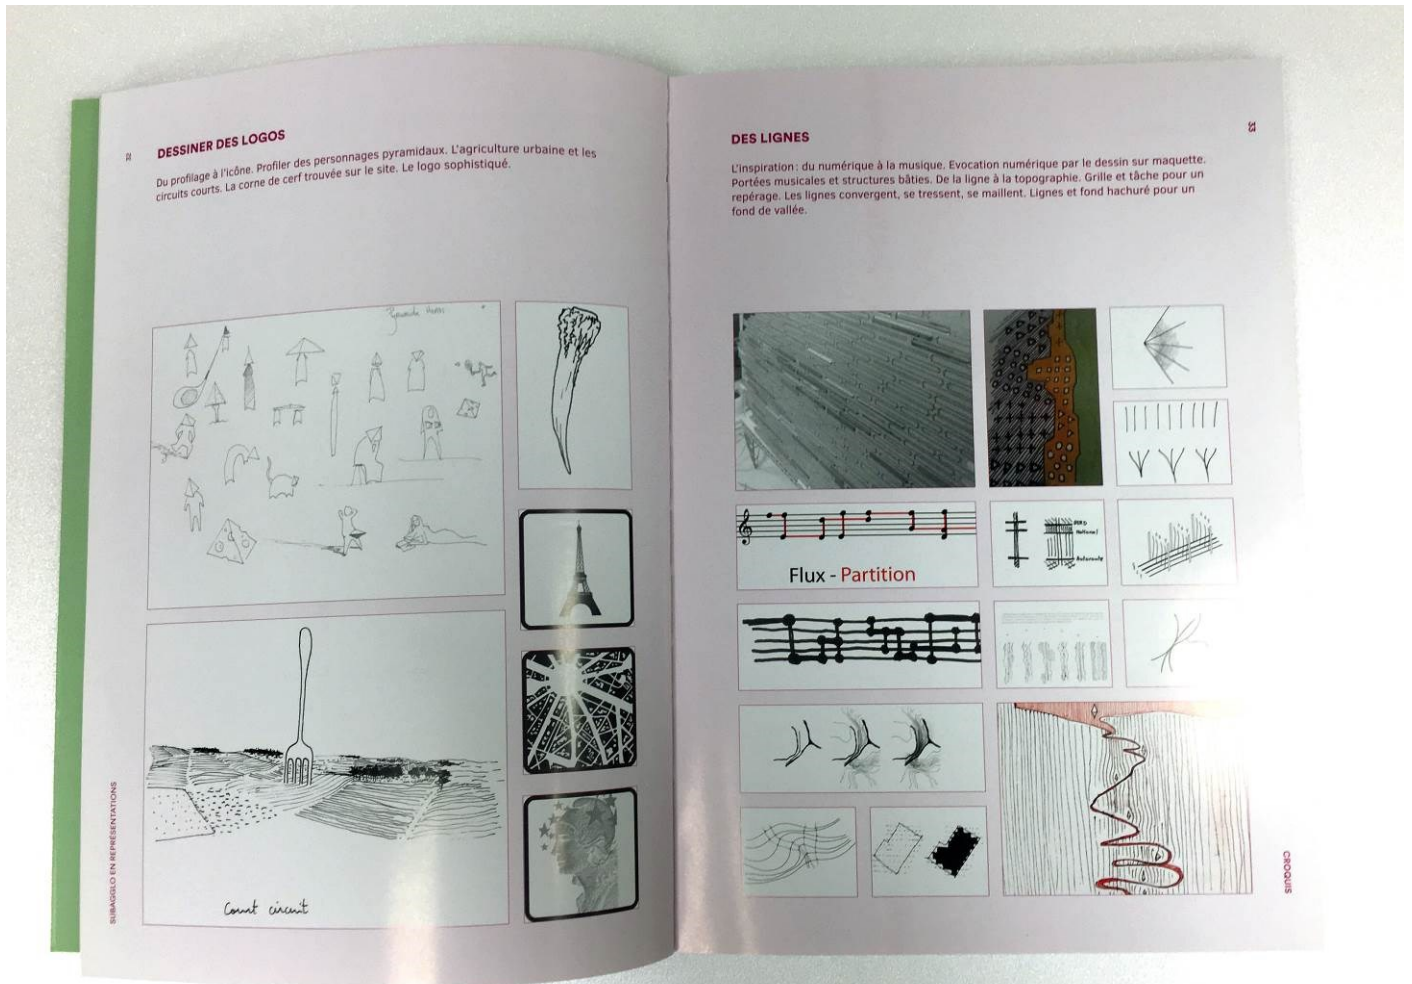 32
DESSINER DES LOGOS
Du profilage à l'icône. Profiler des personnages pyramidaux. L'agriculture urbaine et les
circuits courts. La corne de cerf trouvée sur le site. Le logo sophistiqué.
Court circuit
SUBAGGLO EN REPRÉSENTATIONS
33
DES LIGNES
L'inspiration : du numérique à la musique. Evocation numérique par le dessin sur maquette.
Portées musicales et structures bâties. De la ligne à la topographie. Grille et tâche pour un
repérage. Les lignes convergent, se tressent, se maillent. Lignes et fond hachuré pour un
fond de vallée.
Flux - Partition
CROQUIS